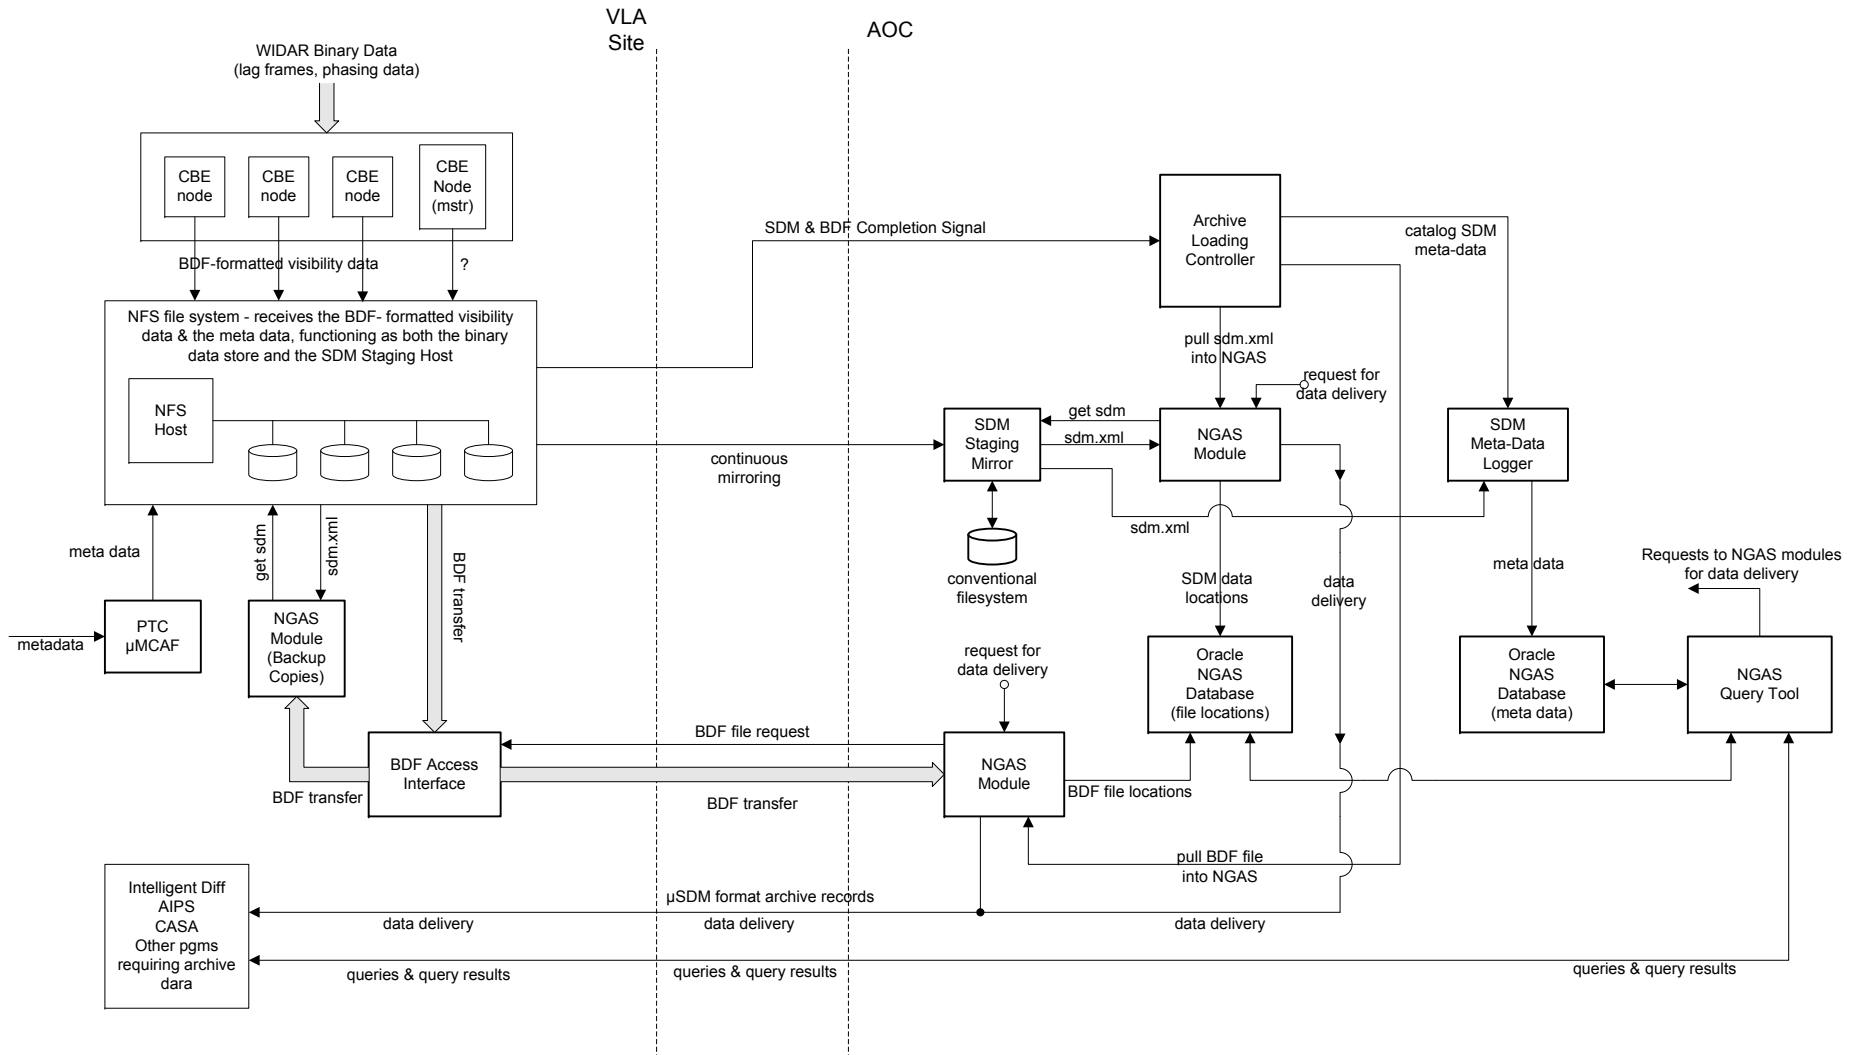 VLA
Site
AOC
WIDAR Binary Data
(lag frames, phasing data)
CBE
node
CBE
node
CBE
node
CBE
Node
(mstr)
BDF-formatted visibility data
?
NFS file system - receives the BDF- formatted visibility
data & the meta data, functioning as both the binary
data store and the SDM Staging Host
NFS
Host
SDM & BDF Completion Signal
Archive
Loading
Controller
catalog SDM
meta-data
pull sdm.xml
into NGAS
request for
data delivery
continuous
mirroring
SDM
Staging
Mirror
get sdm
sdm.xml
NGAS
Module
SDM
Meta-Data
Logger
sdm.xml
conventional
filesystem
meta data
get sdm
sdm.xml
BDF transfer
metadata
PTC
µMCAF
NGAS
Module
(Backup
Copies)
SDM data
locations
data
delivery
meta data
Requests to NGAS modules
for data delivery
request for
data delivery
Oracle
NGAS
Database
(file locations)
Oracle
NGAS
Database
(meta data)
NGAS
Query Tool
BDF Access
Interface
BDF transfer
BDF file request
BDF transfer
NGAS
Module
BDF file locations
pull BDF file
into NGAS
Intelligent Diff
AIPS
CASA
Other pgms
requiring archive
dara
µSDM format archive records
data delivery
data delivery
data delivery
queries & query results
queries & query results
queries & query results